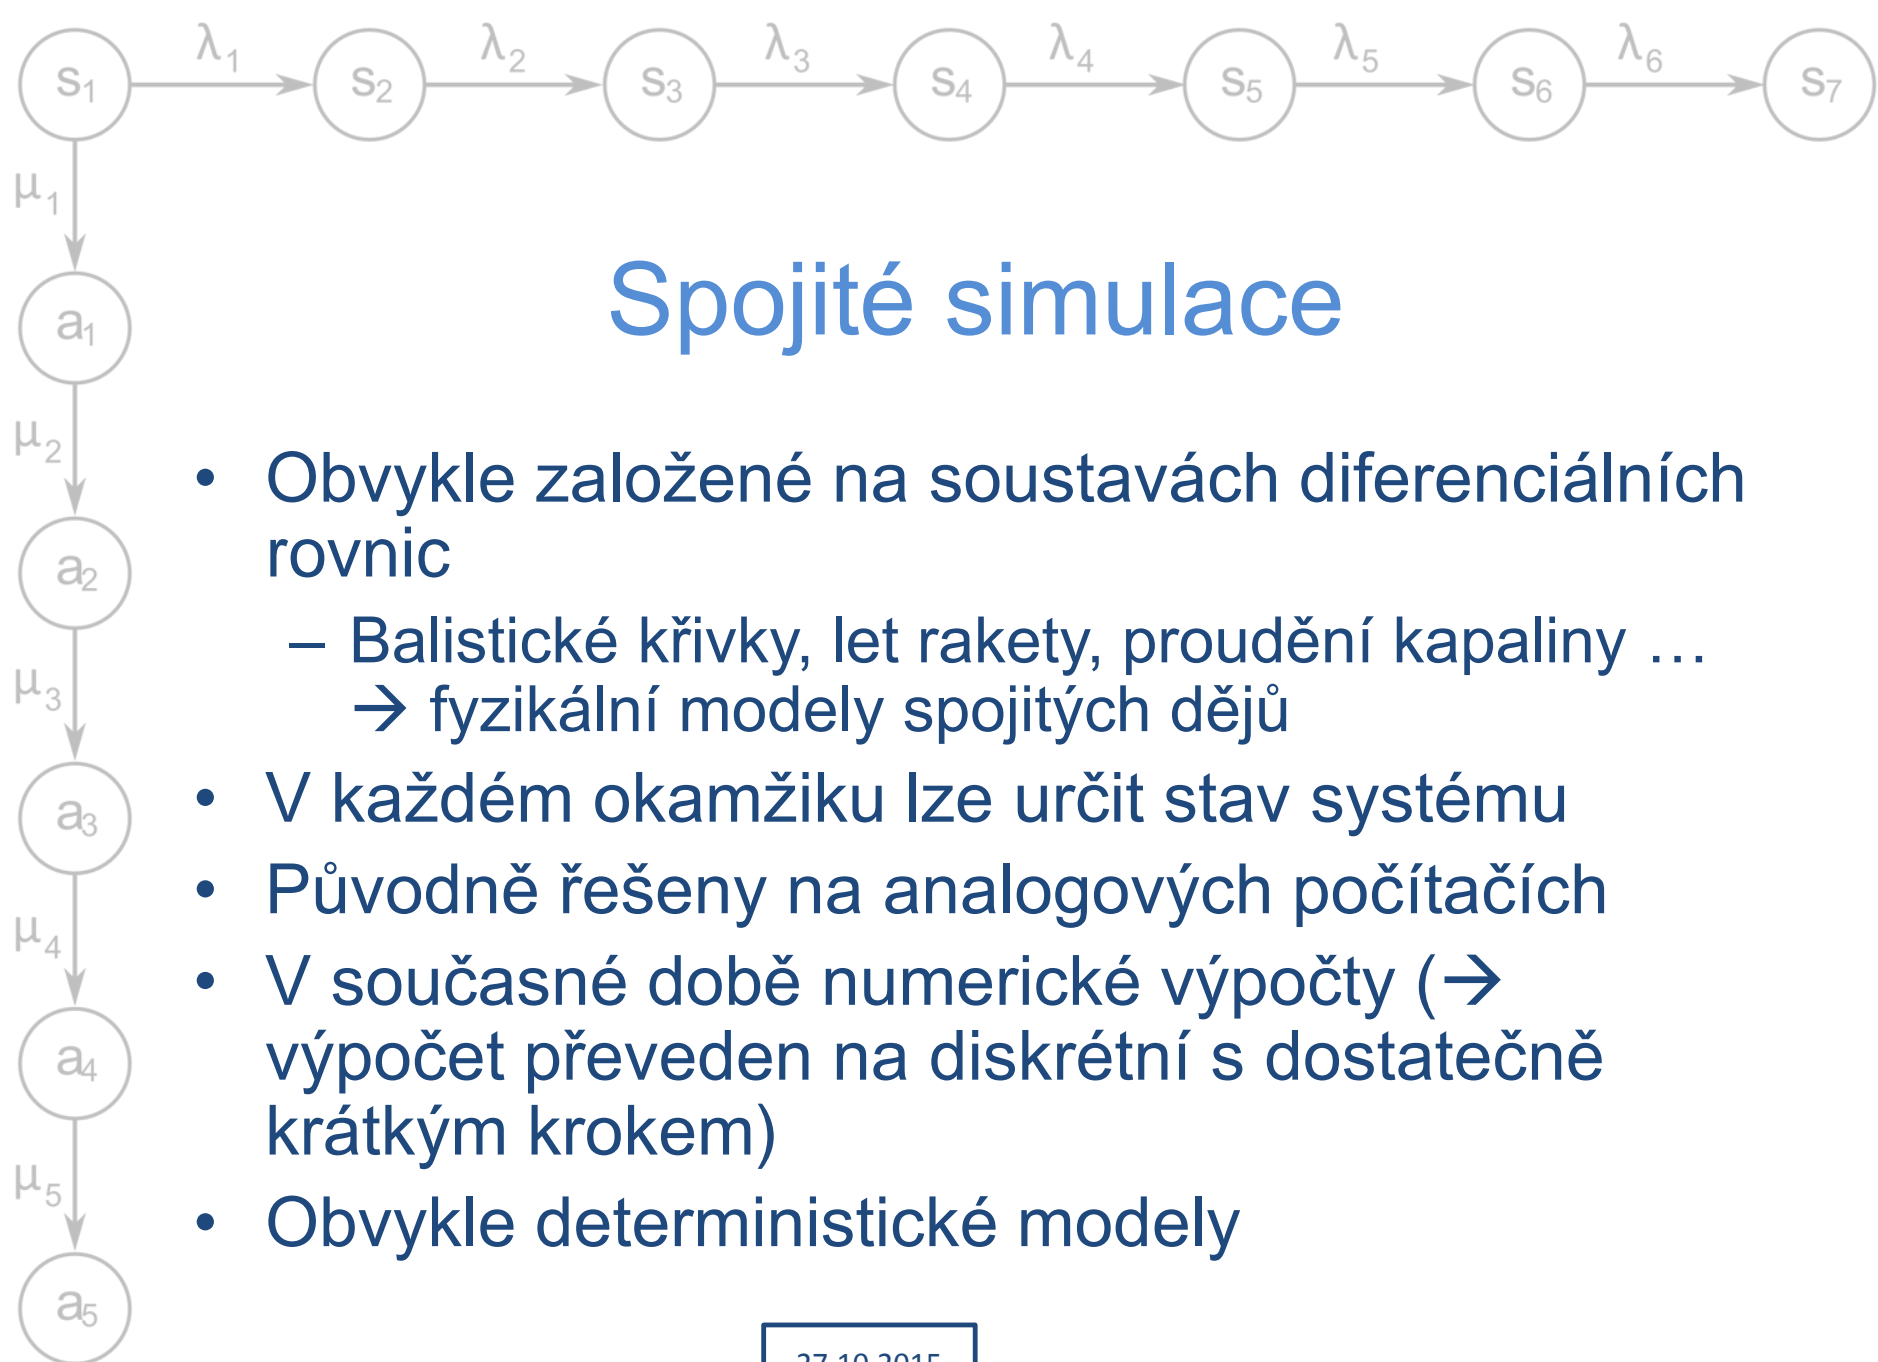 s1 λ1 s2 λ2 s3 λ3 s4 λ4 s5 λ5 s6 λ6 s7
μ1
a1
μ2
a2
μ3
a3
μ4
a4
μ5
a5
Spojité simulace
• Obvykle založené na soustavách diferenciálních
rovnic
– Balistické křivky, let rakety, proudění kapaliny …
→ fyzikální modely spojitých dějů
• V každém okamžiku lze určit stav systému
• Původně řešeny na analogových počítačích
• V současné době numerické výpočty (→
výpočet převeden na diskrétní s dostatečně
krátkým krokem)
• Obvykle deterministické modely
27.10.2015